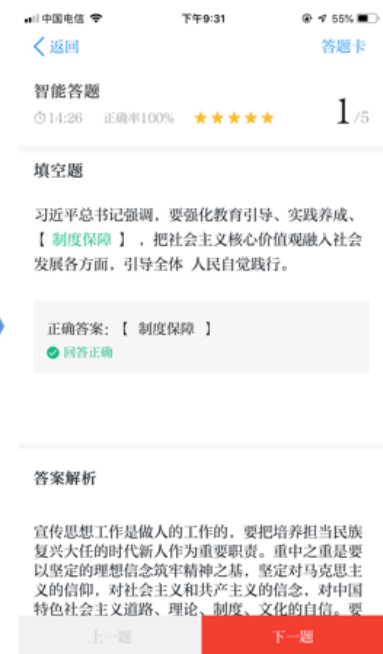 中国电信 下午9:31 55%
返回 答题卡
智能答题
14:26 正确率100% 1/5
填空题
习近平总书记强调，要强化教育引导、实践养成、
【 制度保障 】 ，把社会主义核心价值观融入社会
发展各方面，引导全体 人民自觉践行。
正确答案: 【 制度保障 】
回答正确
答案解析
宣传思想工作是做人的工作的，要把培养担当民族
复兴大任的时代新人作为重要职责。重中之重是要
以坚定的理想信念筑牢精神之基，坚定对马克思主
义的信仰，对社会主义和共产主义的信念，对中国
特色社会主义道路、理论、制度、文化的自信。要
上一题 下一题